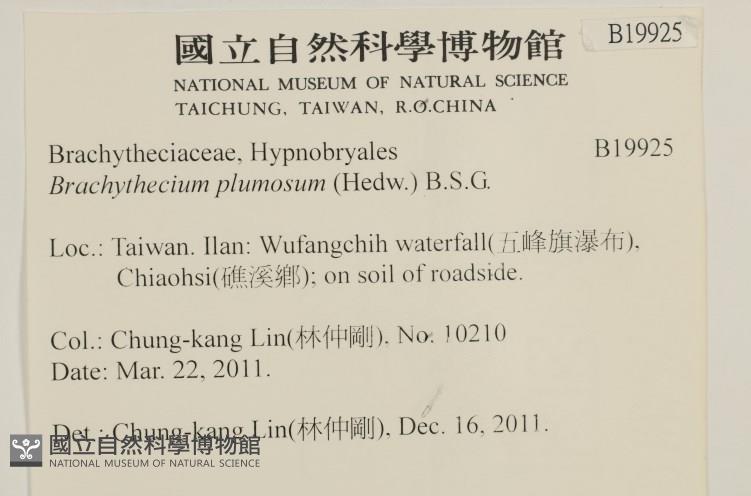 國立自然科學博物館
B19925
NATIONAL MUSEUM OF NATURAL SCIENCE
TAICHUNG, TAIWAN, R.O.CHINA
Brachytheciaceae, Hypnobryales
B19925
Brachythecium plumosum (Hedw.) B.S.G.
Loc.: Taiwan. Ilan: Wufangchih waterfall(五峰旗瀑布),
Chiaohsi(礁溪鄉); on soil of roadside.
Col.: Chung-kang Lin(林仲剛), No. 10210
Date: Mar. 22, 2011.
Det.: Chung-kang Lin(林仲剛), Dec. 16, 2011.
國立自然科學博物館
NATIONAL MUSEUM OF NATURAL SCIENCE